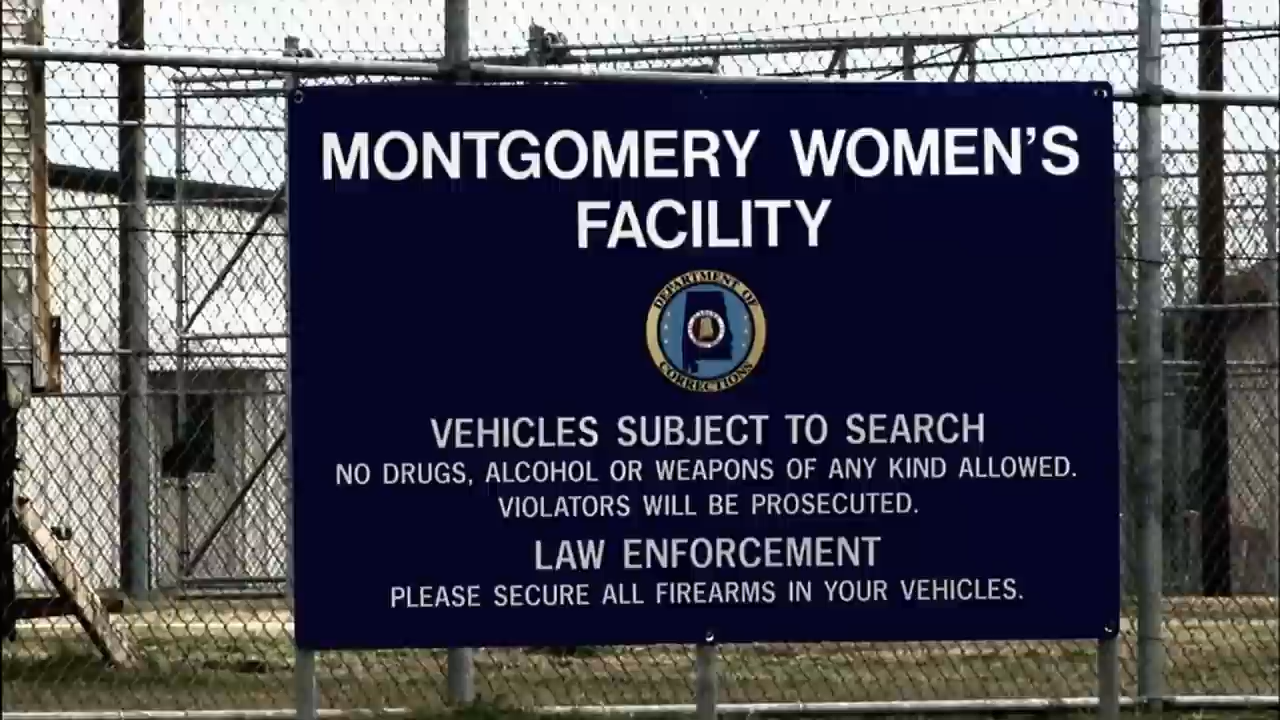 MONTGOMERY WOMEN'S
FACILITY
DEPARTMENT OF
CORRECTIONS
VEHICLES SUBJECT TO SEARCH
NO DRUGS, ALCOHOL OR WEAPONS OF ANY KIND ALLOWED.
VIOLATORS WILL BE PROSECUTED.
LAW ENFORCEMENT
PLEASE SECURE ALL FIREARMS IN YOUR VEHICLES.